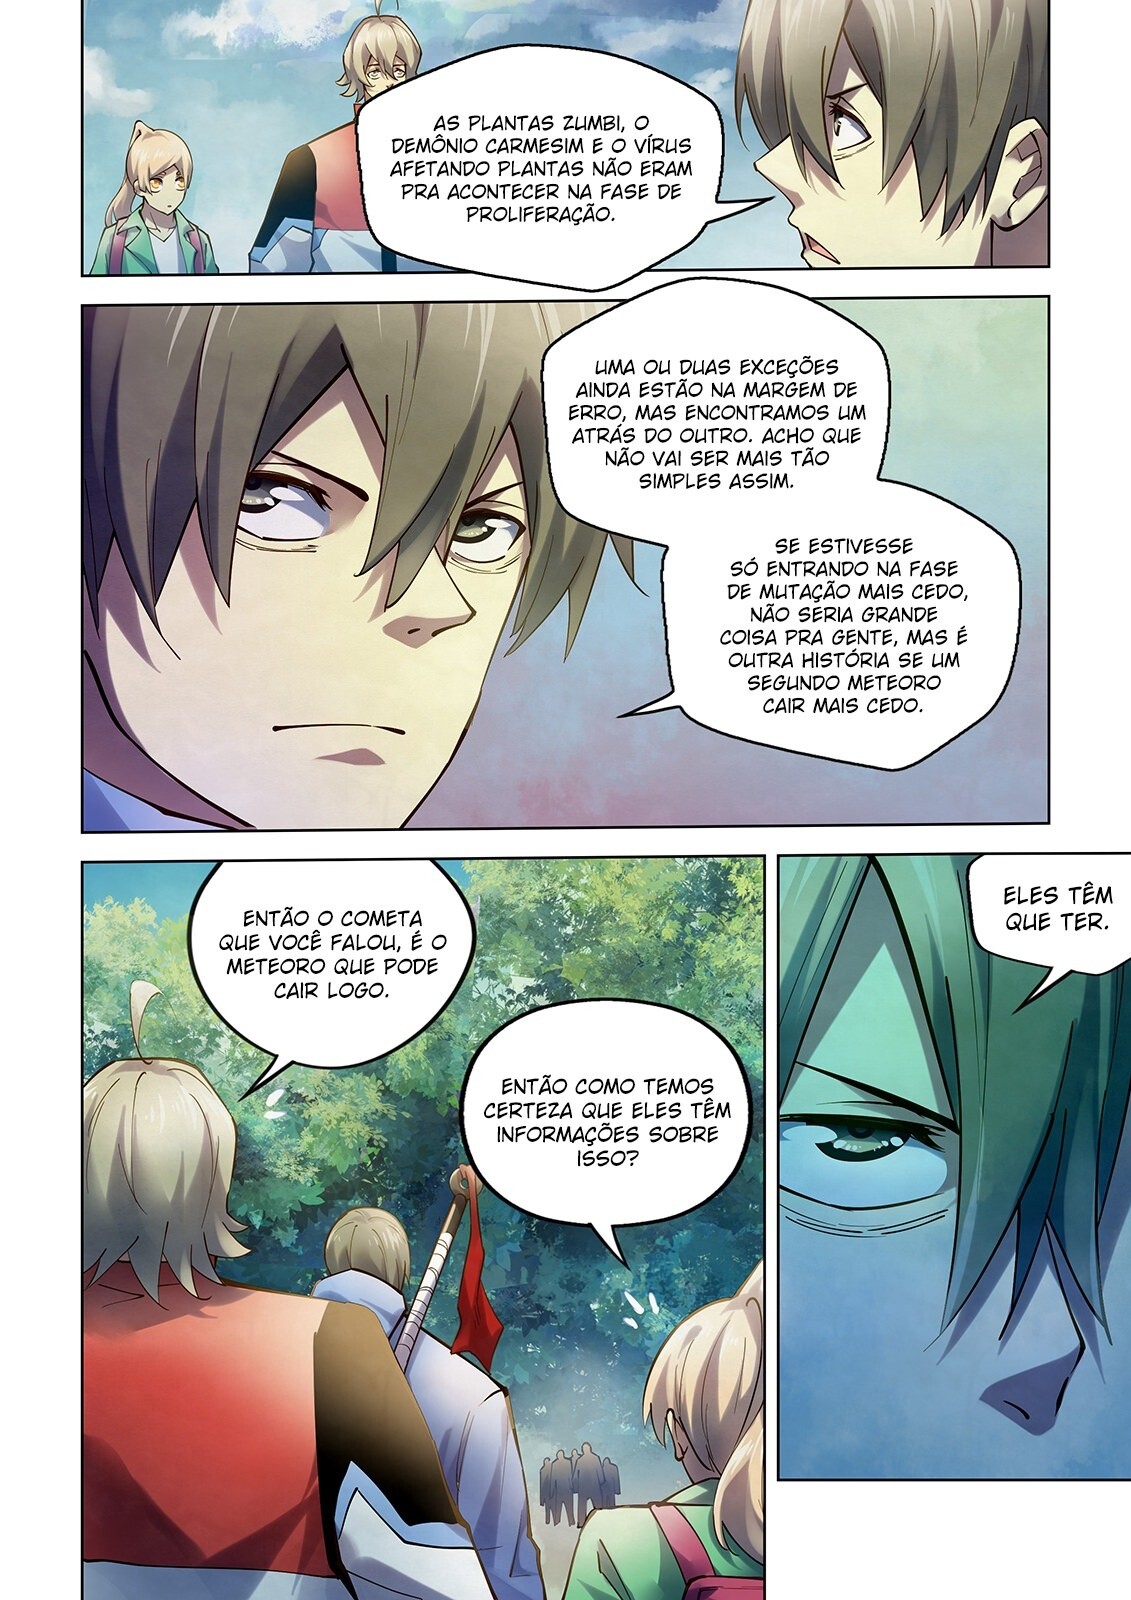 AS PLANTAS ZUMBI, O
DEMÔNIO CARMESIM E O VÍRUS
AFETANDO PLANTAS NÃO ERAM
PRA ACONTECER NA FASE DE
PROLIFERAÇÃO.
UMA OU DUAS EXCEÇÕES
AINDA ESTÃO NA MARGEM DE
ERRO, MAS ENCONTRAMOS UM
ATRÁS DO OUTRO. ACHO QUE
NÃO VAI SER MAIS TÃO
SIMPLES ASSIM.
SE ESTIVESSE
SÓ ENTRANDO NA FASE
DE MUTAÇÃO MAIS CEDO,
NÃO SERIA GRANDE
COISA PRA GENTE, MAS É
OUTRA HISTÓRIA SE UM
SEGUNDO METEORO
CAIR MAIS CEDO.
ENTÃO O COMETA
QUE VOCÊ FALOU, É O
METEORO QUE PODE
CAIR LOGO.
ENTÃO COMO TEMOS
CERTEZA QUE ELES TÊM
INFORMAÇÕES SOBRE
ISSO?
ELES TÊM
QUE TER.